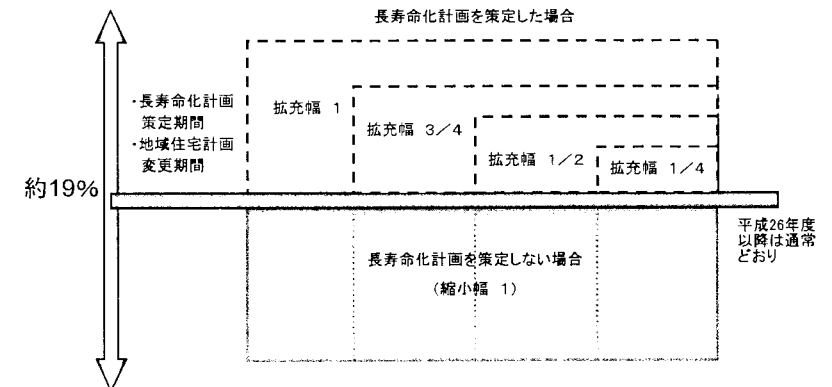 長寿命化計画を策定した場合
・長寿命化計画
策定期間
・地域住宅計画
変更期間
拡充幅 1
拡充幅 3/4
拡充幅 1/2
拡充幅 1/4
約19%
平成26年度
以降は通常
どおり
長寿命化計画を策定しない場合
(縮小幅 1)